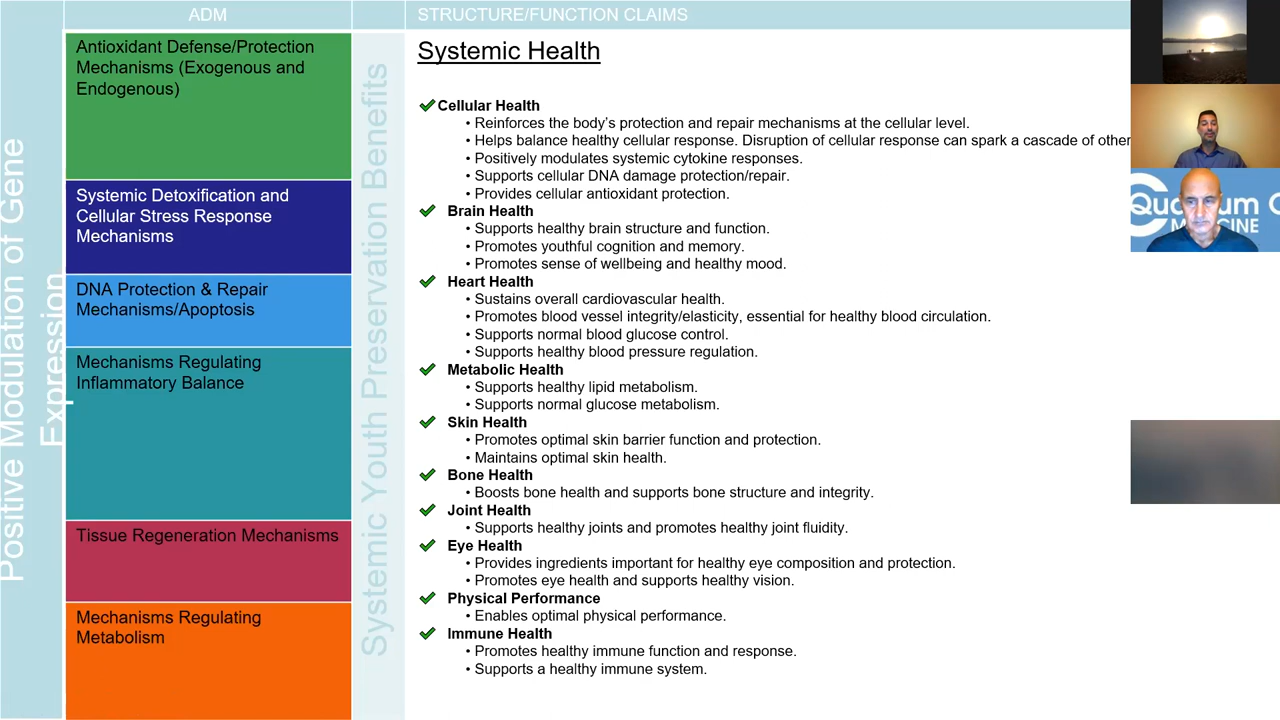 ADM
STRUCTURE/FUNCTION CLAIMS
Positive Modulation of Gene
Expression
Antioxidant Defense/Protection
Mechanisms (Exogenous and
Endogenous)
Systemic Detoxification and
Cellular Stress Response
Mechanisms
DNA Protection & Repair
Mechanisms/Apoptosis
Mechanisms Regulating
Inflammatory Balance
Tissue Regeneration Mechanisms
Mechanisms Regulating
Metabolism
Systemic Youth Preservation Benefits
Systemic Health
Cellular Health
• Reinforces the body's protection and repair mechanisms at the cellular level.
• Helps balance healthy cellular response. Disruption of cellular response can spark a cascade of other
• Positively modulates systemic cytokine responses.
• Supports cellular DNA damage protection/repair.
• Provides cellular antioxidant protection.
Brain Health
• Supports healthy brain structure and function.
• Promotes youthful cognition and memory.
• Promotes sense of wellbeing and healthy mood.
Heart Health
• Sustains overall cardiovascular health.
• Promotes blood vessel integrity/elasticity, essential for healthy blood circulation.
• Supports normal blood glucose control.
• Supports healthy blood pressure regulation.
Metabolic Health
• Supports healthy lipid metabolism.
• Supports normal glucose metabolism.
Skin Health
• Promotes optimal skin barrier function and protection.
• Maintains optimal skin health.
Bone Health
• Boosts bone health and supports bone structure and integrity.
Joint Health
• Supports healthy joints and promotes healthy joint fluidity.
Eye Health
• Provides ingredients important for healthy eye composition and protection.
• Promotes eye health and supports healthy vision.
Physical Performance
• Enables optimal physical performance.
Immune Health
• Promotes healthy immune function and response.
• Supports a healthy immune system.